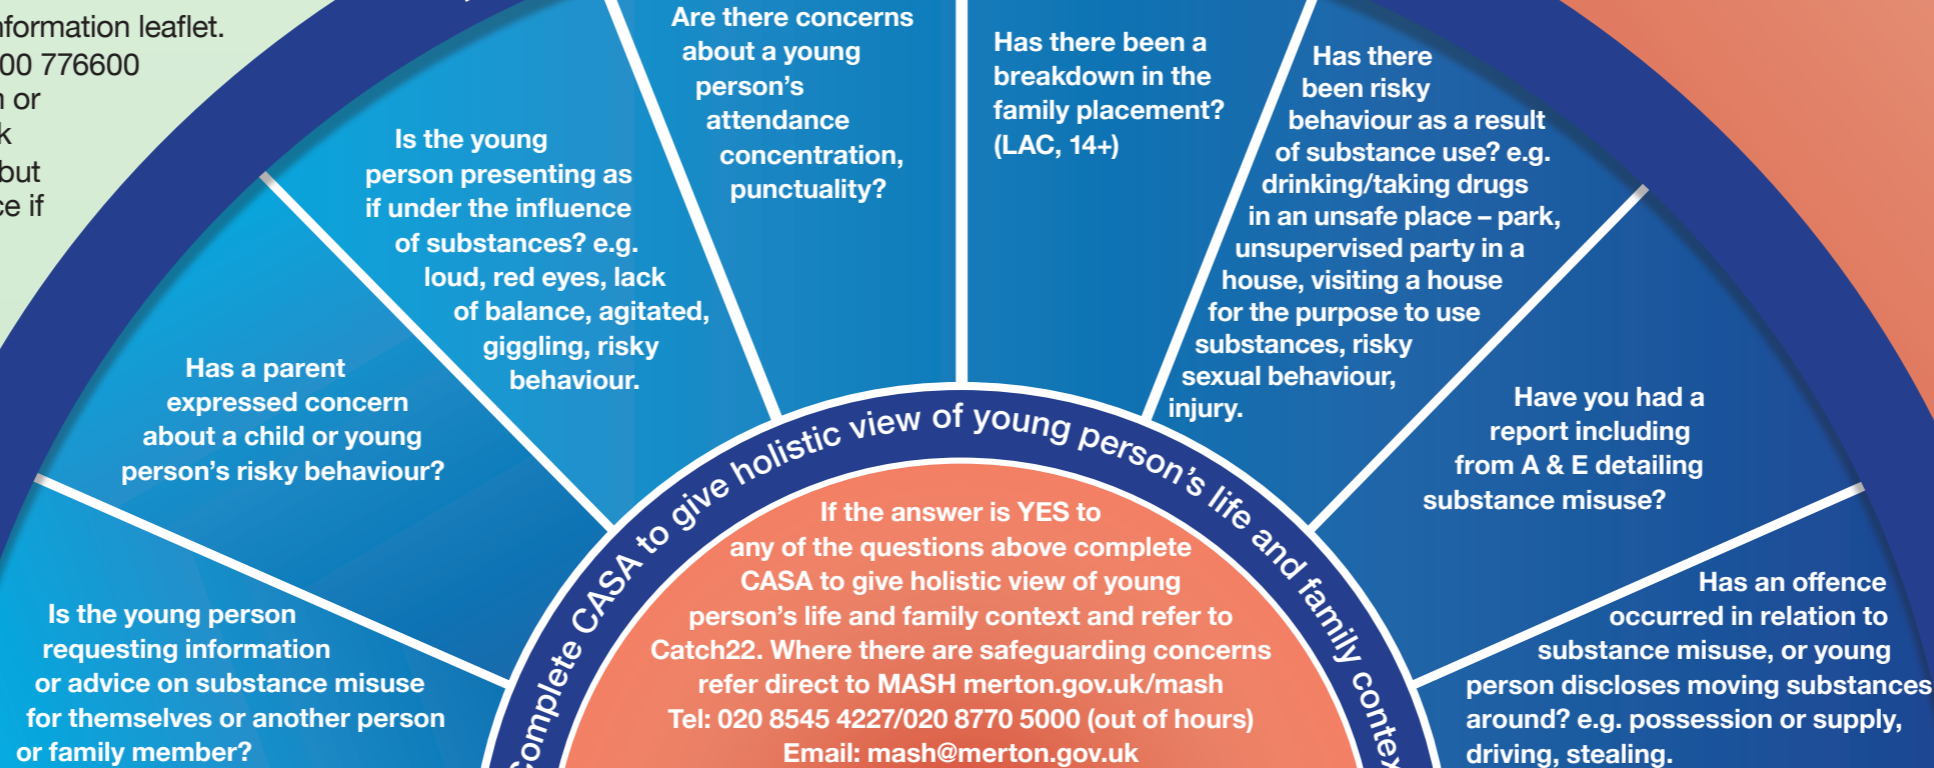 information leaflet.
00 776600
or
but
if
Is the young person
requesting information
or advice on substance misuse
for themselves or another person
or family member?
Has a parent
expressed concern
about a child or young
person's risky behaviour?
Is the young
person presenting as
if under the influence
of substances? e.g.
loud, red eyes, lack
of balance, agitated,
giggling, risky
behaviour.
Are there concerns
about a young
person's
attendance
concentration,
punctuality?
Has there been a
breakdown in the
family placement?
(LAC, 14+)
Has there
been risky
behaviour as a result
of substance use? e.g.
drinking/taking drugs
in an unsafe place – park,
unsupervised party in a
house, visiting a house
for the purpose to use
substances, risky
sexual behaviour,
injury.
Have you had a
report including
from A & E detailing
substance misuse?
Has an offence
occurred in relation to
substance misuse, or young
person discloses moving substances
around? e.g. possession or supply,
driving, stealing.
Complete CASA to give holistic view of young person's life and family context
If the answer is YES to
any of the questions above complete
CASA to give holistic view of young
person's life and family context and refer to
Catch22. Where there are safeguarding concerns
refer direct to MASH merton.gov.uk/mash
Tel: 020 8545 4227/020 8770 5000 (out of hours)
Email: mash@merton.gov.uk